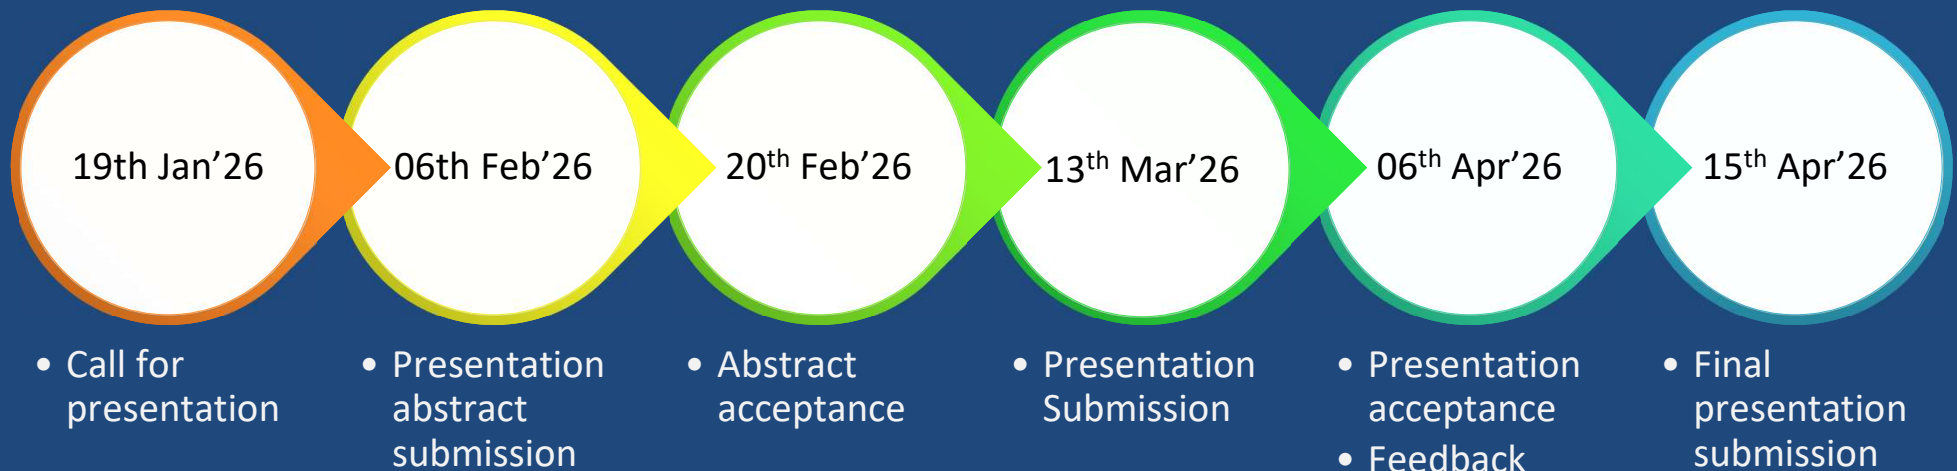 19th Jan’26
06th Feb’26
20th Feb’26
13th Mar’26
06th Apr’26
15th Apr’26
• Call for
presentation
• Presentation
abstract
submission
• Abstract
acceptance
• Presentation
Submission
• Presentation
acceptance
• Feedback
• Final
presentation
submission